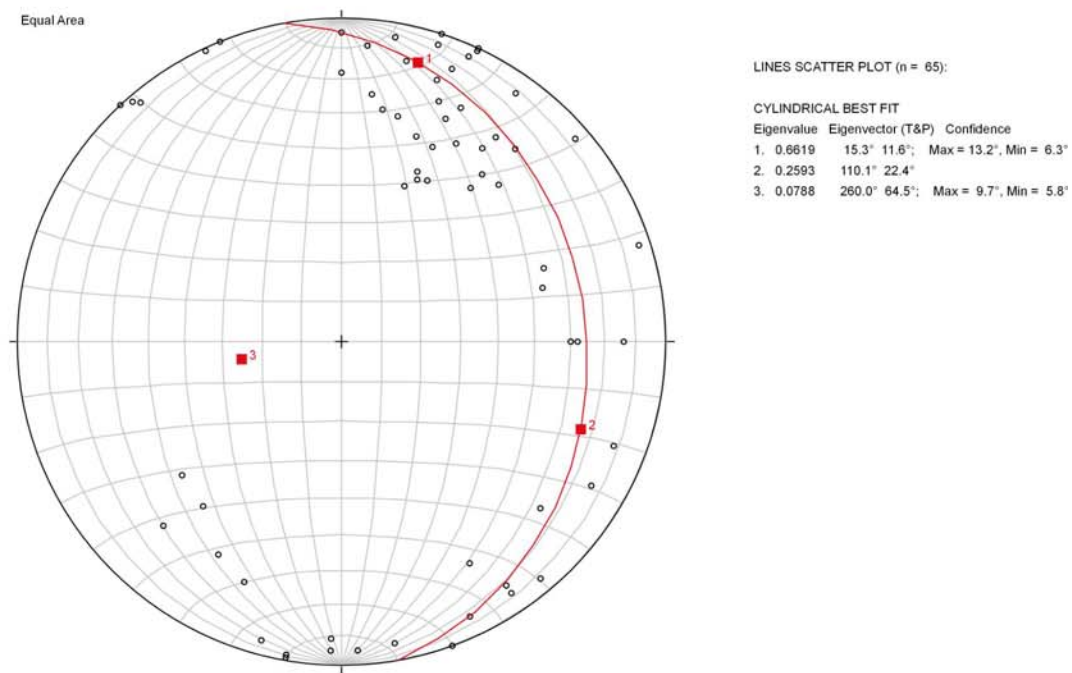 Equal Area
1
3
2
LINES SCATTER PLOT (n = 65):
CYLINDRICAL BEST FIT
Eigenvalue Eigenvector (T&P) Confidence
1. 0.6619 15.3° 11.6°; Max = 13.2°, Min = 6.3°
2. 0.2593 110.1° 22.4°
3. 0.0788 260.0° 64.5°; Max = 9.7°, Min = 5.8°